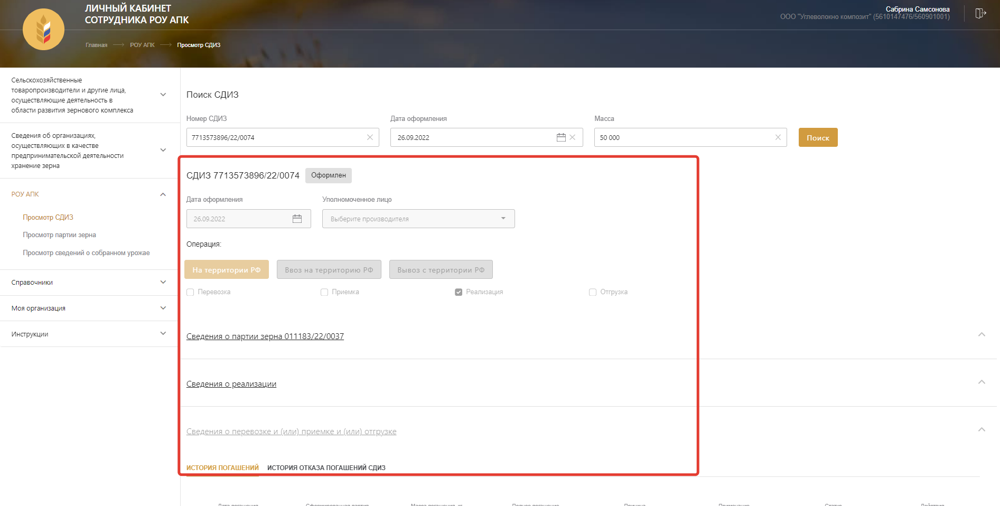 ЛИЧНЫЙ КАБИНЕТ
СОТРУДНИКА РОУ АПК
Сабрина Самсонова
ООО "Углеволокно композит" (5610147476/560901001)
Главная РОУ АПК Просмотр СДИЗ
Сельскохозяйственные
товаропроизводители и другие лица,
осуществляющие деятельность в
области развития зернового комплекса
Сведения об организациях,
осуществляющих в качестве
предпринимательской деятельности
хранение зерна
РОУ АПК
Просмотр СДИЗ
Просмотр партии зерна
Просмотр сведений о собранном урожае
Справочники
Моя организация
Инструкции
Поиск СДИЗ
Номер СДИЗ Дата оформления Масса
7713573896/22/0074 26.09.2022 50 000 Поиск
СДИЗ 7713573896/22/0074 Оформлен
Дата оформления Уполномоченное лицо
26.09.2022 Выберите производителя
Операция:
На территории РФ Ввоз на территорию РФ Вывоз с территории РФ
Перевозка Приемка Реализация Отгрузка
Сведения о партии зерна 011183/22/0037
Сведения о реализации
Сведения о перевозке и (или) приемке и (или) отгрузке
ИСТОРИЯ ПОГАШЕНИЙ ИСТОРИЯ ОТКАЗА ПОГАШЕНИЙ СДИЗ
Дата погашения Сформированная партия Масса погашения, кг Полное погашение Причина Примечание Статус Действия